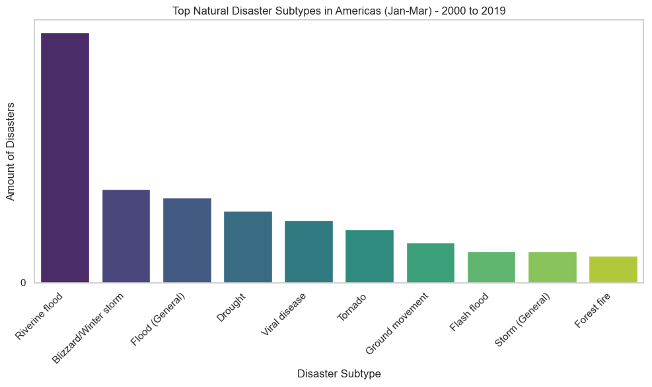 Top Natural Disaster Subtypes in Americas (Jan-Mar) - 2000 to 2019
Amount of Disasters
0
Riverine flood
Blizzard/Winter storm
Flood (General)
Drought
Viral disease
Tornado
Ground movement
Flash flood
Storm (General)
Forest fire
Disaster Subtype